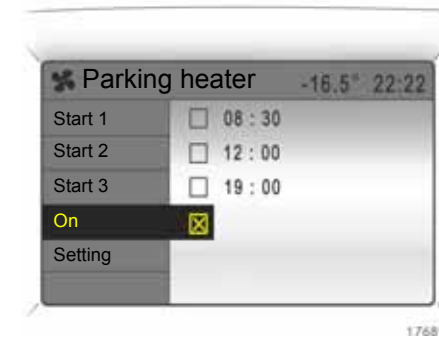 Parking heater -16.5° 22:22
Start 1 08 : 30
Start 2 12 : 00
Start 3 19 : 00
On
Setting
1768